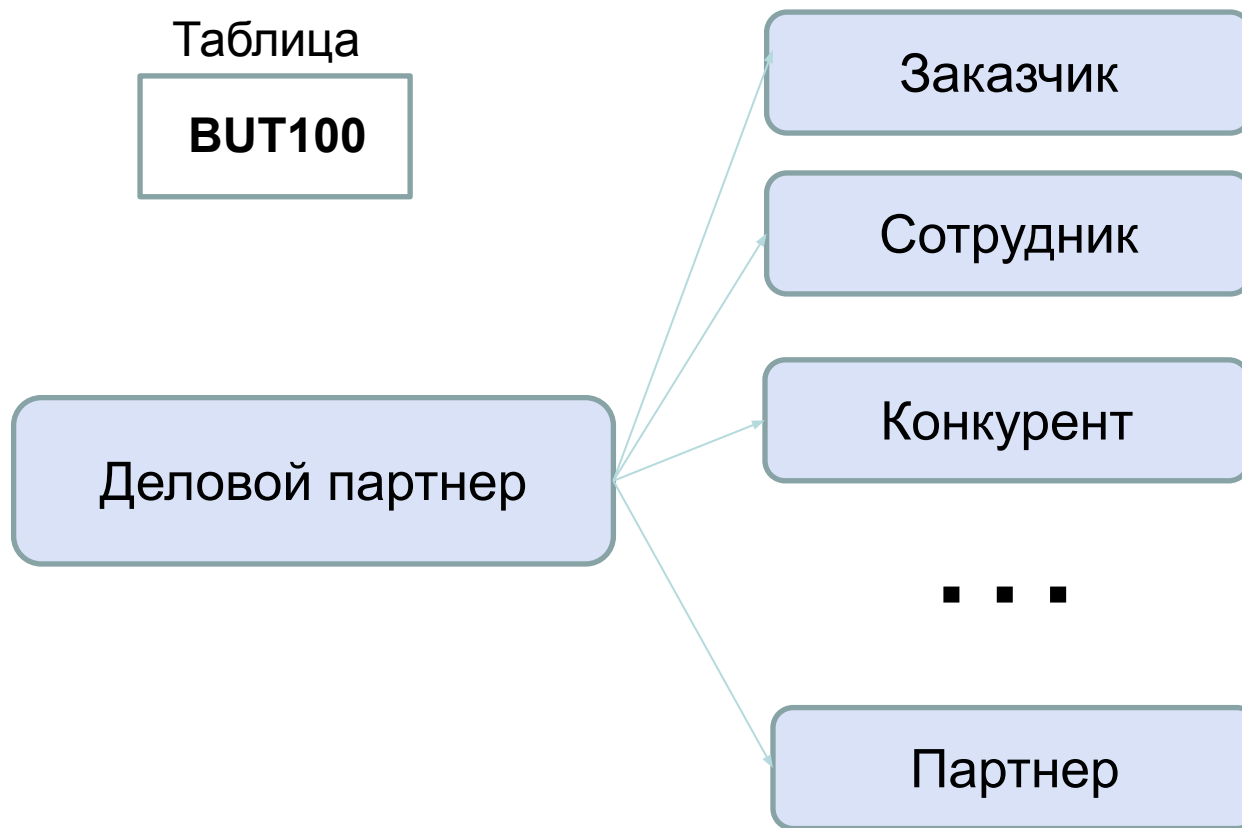 Таблица
BUT100
Заказчик
Сотрудник
Конкурент
Деловой партнер
. . .
Партнер